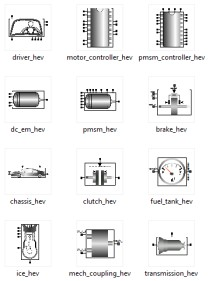 driver_hev motor_controller_hev pmsm_controller_hev
dc_em_hev pmsm_hev brake_hev
chassis_hev clutch_hev fuel_tank_hev
ice_hev mech_coupling_hev transmission_hev